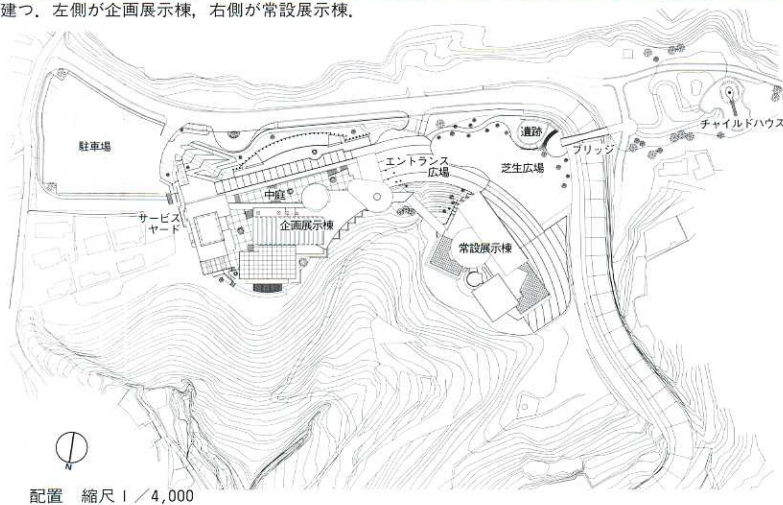 建つ．左側が企画展示棟，右側が常設展示棟．
駐車場
遺跡
チャイルドハウス
ブリッジ
エントランス
広場
芝生広場
中庭
サービス
ヤード
企画展示棟
常設展示棟
N
配置　縮尺 1／4,000